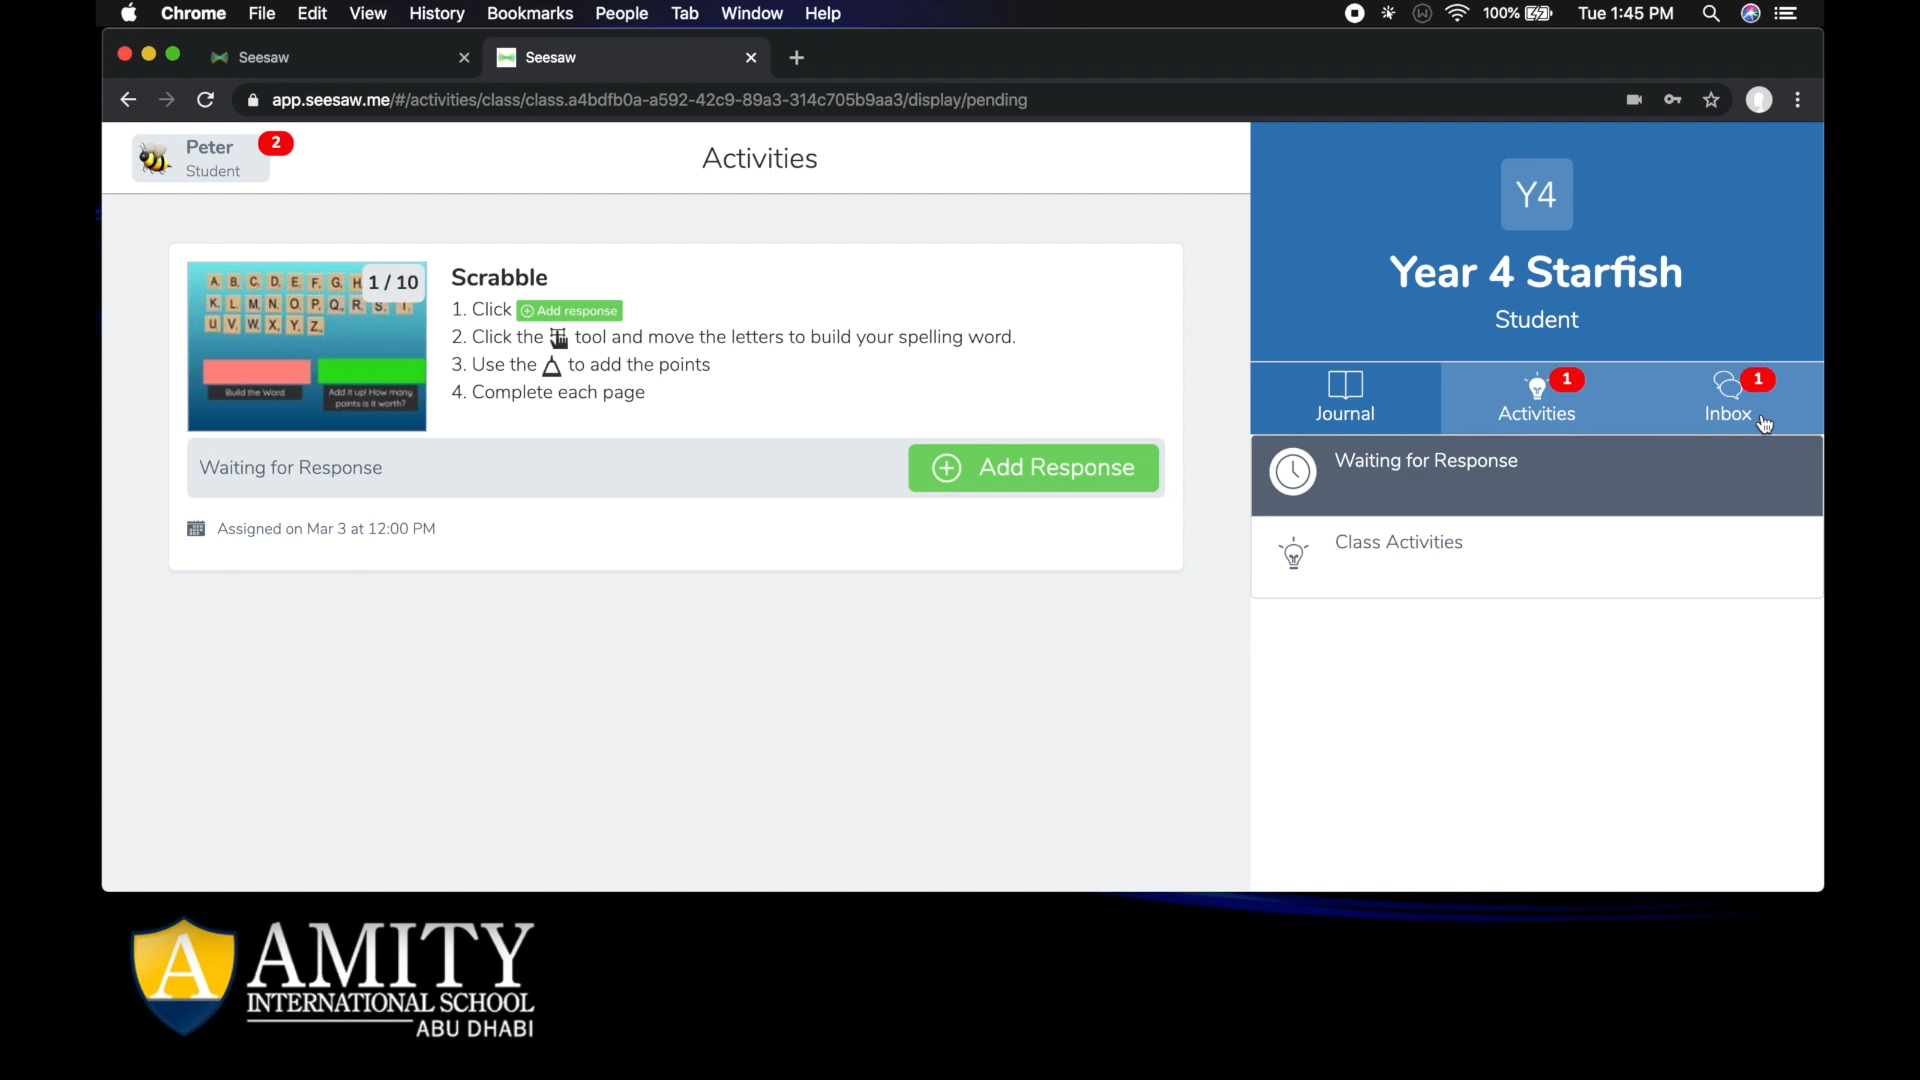 Chrome File Edit View History Bookmarks People Tab Window Help
100% Tue 1:45 PM
Seesaw
Seesaw
app.seesaw.me/#/activities/class/class.a4bdfb0a-a592-42c9-89a3-314c705b9aa3/display/pending
Peter
2
Student
Activities
A B C D E F G H
K L M N O P Q R S T
U V W X Y Z
1 / 10
Build the Word
Add it up! How many
points is it worth?
Scrabble
1. Click Add response
2. Click the tool and move the letters to build your spelling word.
3. Use the to add the points
4. Complete each page
Waiting for Response
Add Response
Assigned on Mar 3 at 12:00 PM
Y4
Year 4 Starfish
Student
Journal
1
Activities
1
Inbox
Waiting for Response
Class Activities
A AMITY
INTERNATIONAL SCHOOL
ABU DHABI